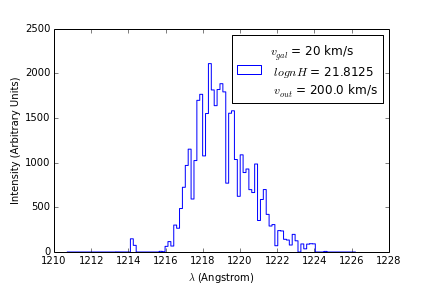 2500
2000
1500
1000
500
0
Intensity (Arbitrary Units)
v_gal = 20 km/s
lognH = 21.8125
v_out = 200.0 km/s
1210 1212 1214 1216 1218 1220 1222 1224 1226 1228
λ (Angstrom)